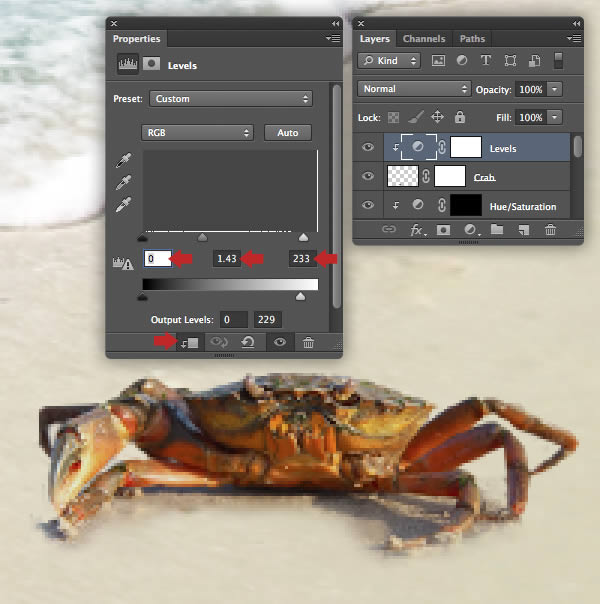 Properties
Levels
Preset: Custom
RGB Auto
0 1.43 233
Output Levels: 0 229
Layers Channels Paths
Kind T
Normal Opacity: 100%
Lock: Fill: 100%
Levels
Crab
Hue/Saturation
fx